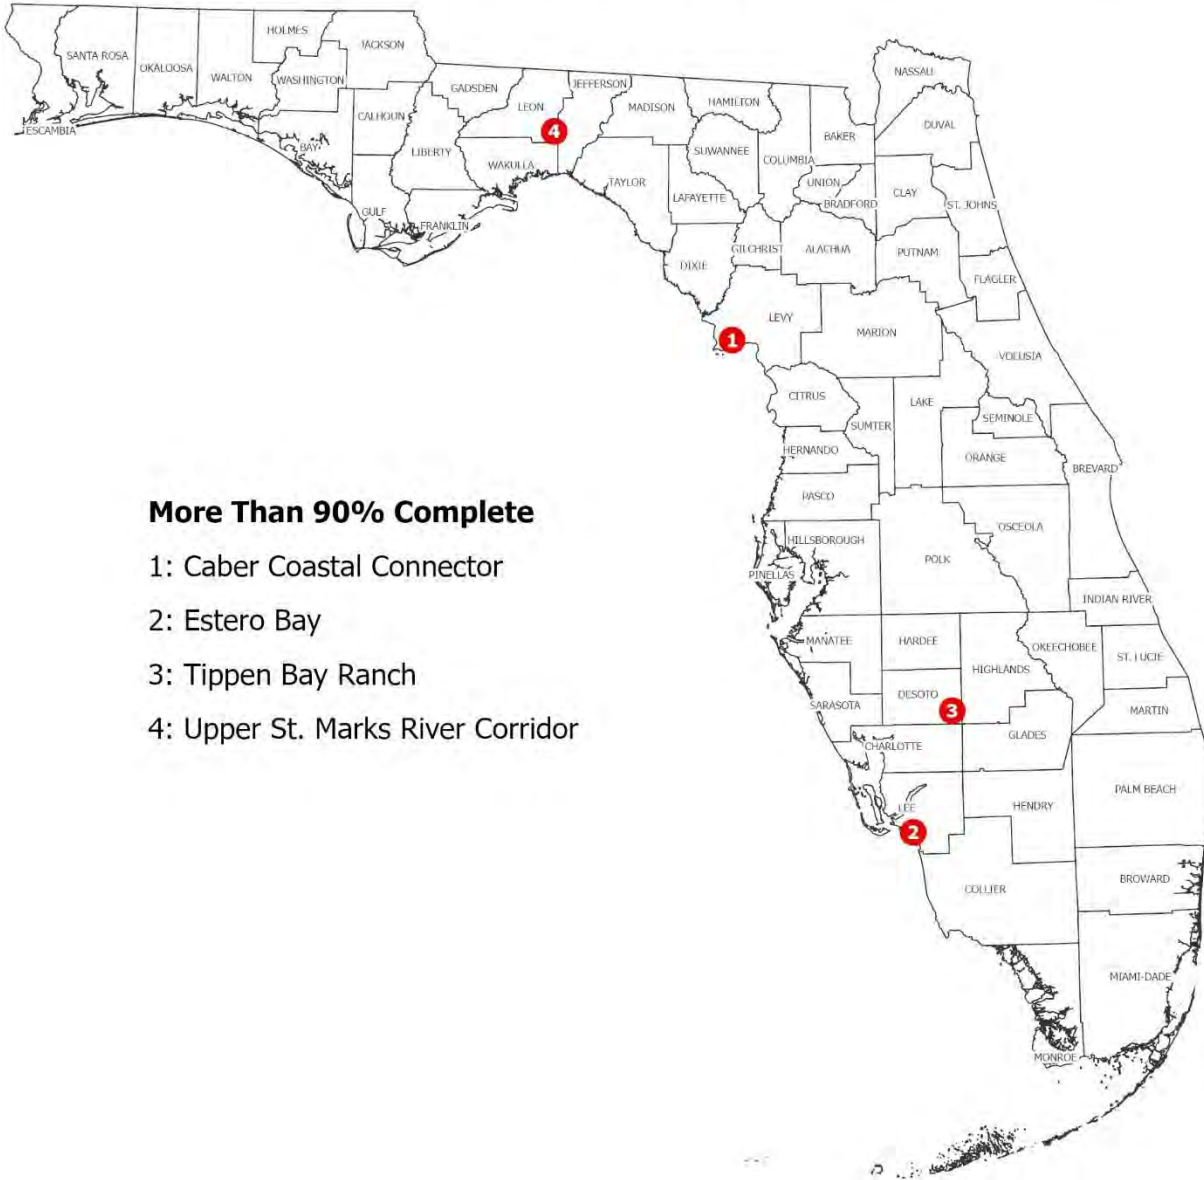 HOLMES
JACKSON
SANTA ROSA
OKALOOSA
WALTON
WASHINGTON
NASSAU
GADSDEN
JEFFERSON
LEON
MADISON
HAMILTON
CALHOUN
ESCAMBIA
4
DUVAL
BAKER
BAY
LIBERTY
SUWANNEE
COLUMBIA
WAKULLA
TAYLOR
UNION
LAFAYETTE
CLAY
BRADFORD
ST. JOHNS
GULF
FRANKLIN
GILCHRIST
ALACHUA
PUTNAM
DIXIE
FLAGLER
LEVY
MARION
1
VOLUSIA
CITRUS
LAKE
SEMINOLE
SUMTER
HERNANDO
ORANGE
BREVARD
PASCO
More Than 90% Complete
OSCEOLA
HILLSBOROUGH
POLK
1: Caber Coastal Connector
PINELLAS
INDIAN RIVER
2: Estero Bay
MANATEE
HARDEE
OKEECHOBEE
ST. LUCIE
HIGHLANDS
3: Tippen Bay Ranch
DESOTO
SARASOTA
3
MARTIN
4: Upper St. Marks River Corridor
GLADES
CHARLOTTE
PALM BEACH
LEE
HENDRY
2
BROWARD
COLLIER
MIAMI-DADE
MONROE